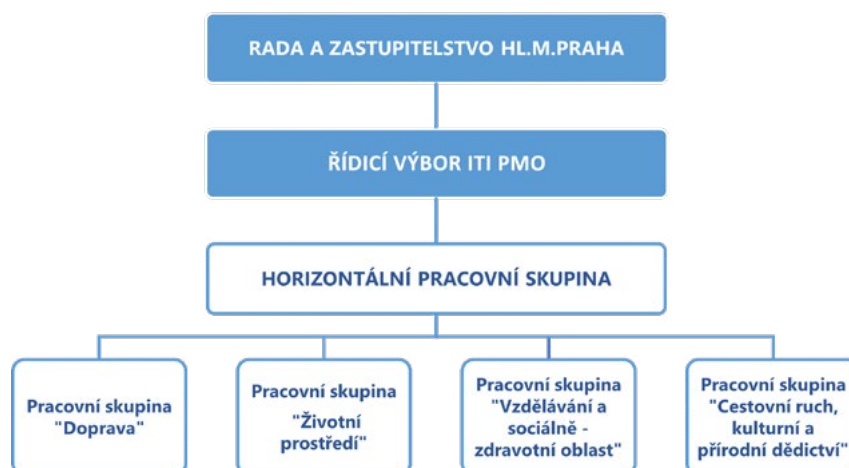 RADA A ZASTUPITELSTVO HL.M.PRAHA
ŘÍDICÍ VÝBOR ITI PMO
HORIZONTÁLNÍ PRACOVNÍ SKUPINA
Pracovní skupina
"Doprava"
Pracovní skupina
"Životní
prostředí"
Pracovní skupina
"Vzdělávání a
sociálně -
zdravotní oblast"
Pracovní skupina
"Cestovní ruch,
kulturní a
přírodní dědictví"